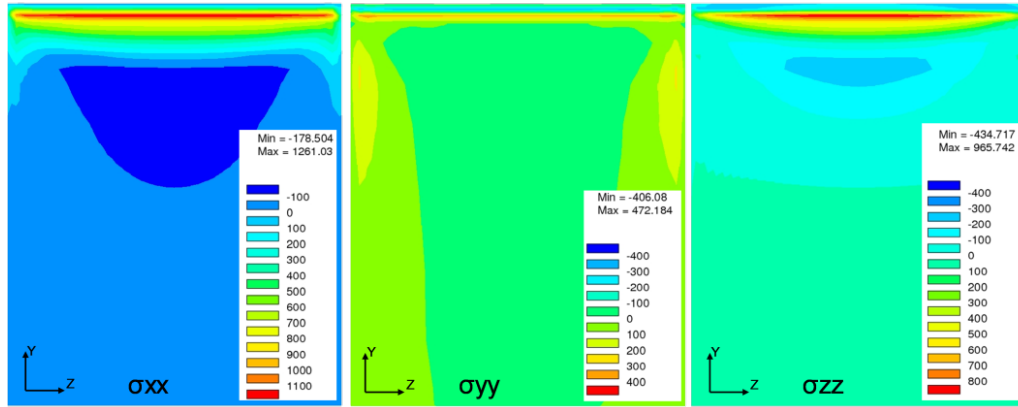 Min = -178.504
Max = 1261.03
-100
0
100
200
300
400
500
600
700
800
900
1000
1100
Y
Z
σxx
Min = -406.08
Max = 472.184
-400
-300
-200
-100
0
100
200
300
400
Y
Z
σyy
Min = -434.717
Max = 965.742
-400
-300
-200
-100
0
100
200
300
400
500
600
700
800
Y
Z
σzz